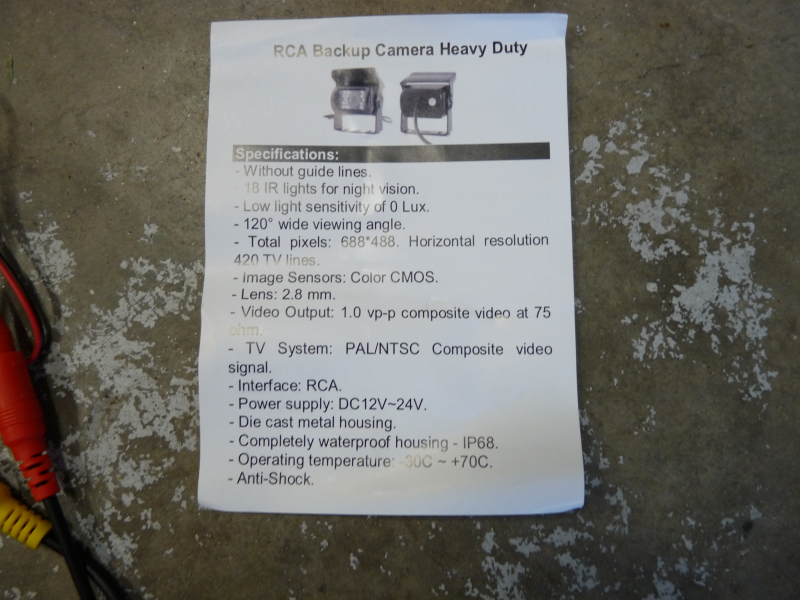 RCA Backup Camera Heavy Duty
Specifications:
- Without guide lines.
- 18 IR lights for night vision.
- Low light sensitivity of 0 Lux.
- 120° wide viewing angle.
- Total pixels: 688*488. Horizontal resolution
420 TV lines.
- Image Sensors: Color CMOS.
- Lens: 2.8 mm.
- Video Output: 1.0 vp-p composite video at 75
ohm.
- TV System: PAL/NTSC Composite video
signal.
- Interface: RCA.
- Power supply: DC12V~24V.
- Die cast metal housing.
- Completely waterproof housing - IP68.
- Operating temperature: -30C ~ +70C.
- Anti-Shock.